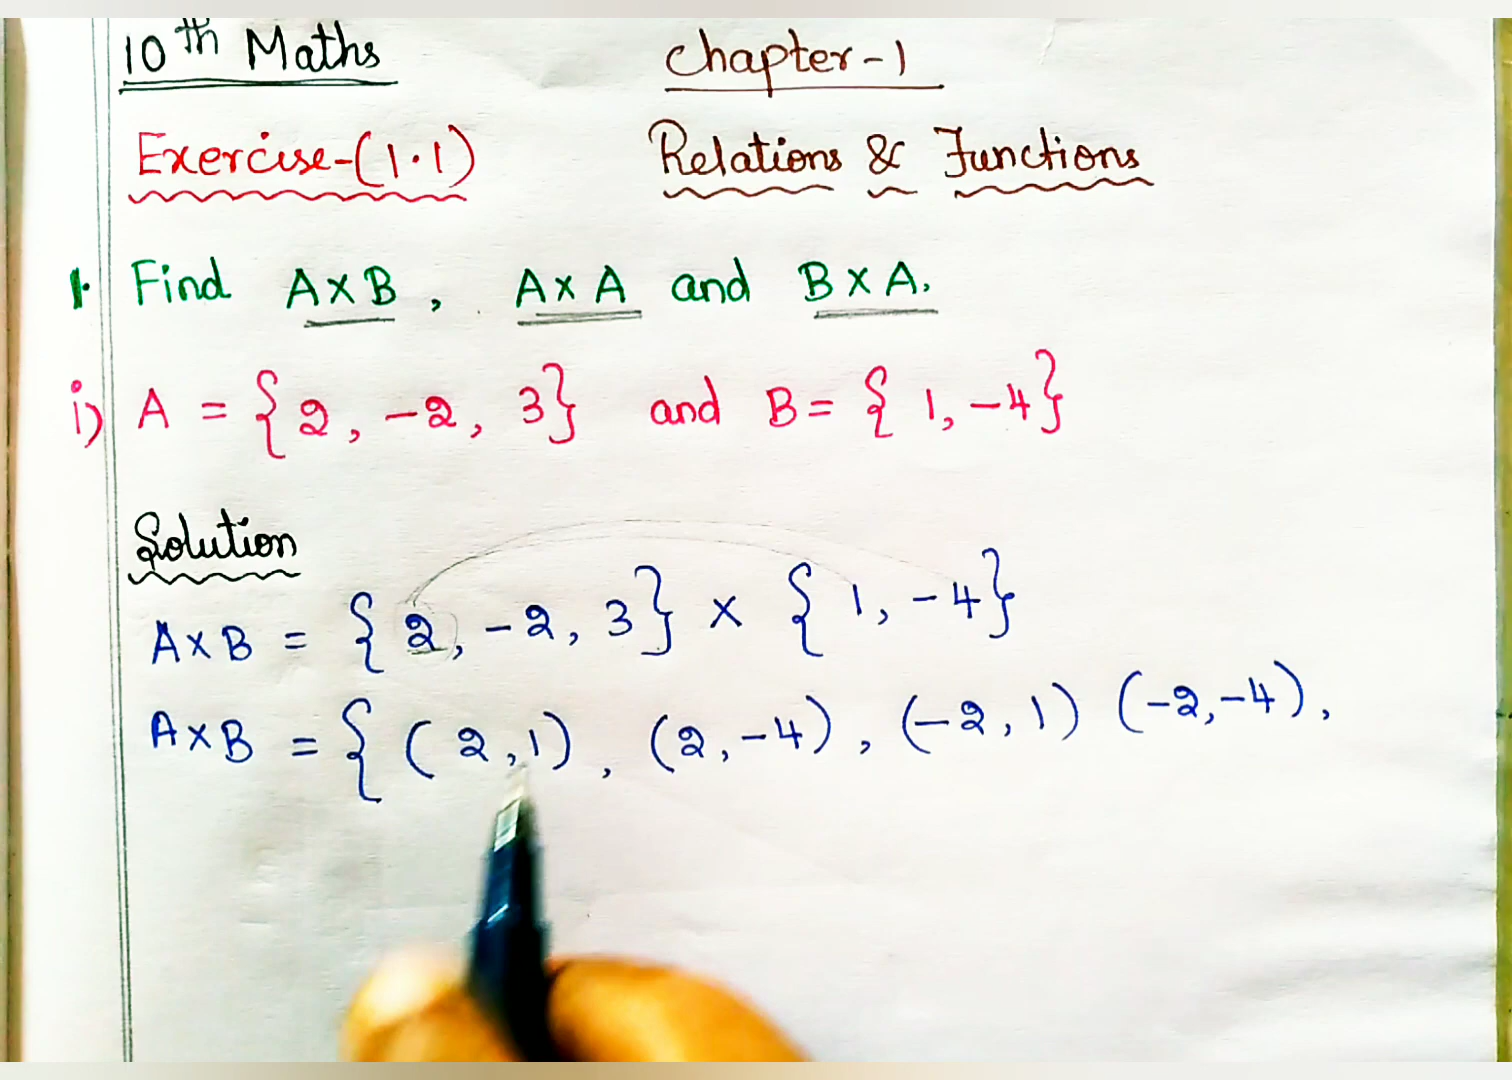 10th Maths Chapter-1
Exercise-(1.1) Relations & Functions
1. Find A×B, A×A and B×A.
i) A = {2, -2, 3} and B= {1, -4}
Solution
A×B = {2, -2, 3} × {1, -4}
A×B = {(2,1), (2,-4), (-2,1) (-2,-4),